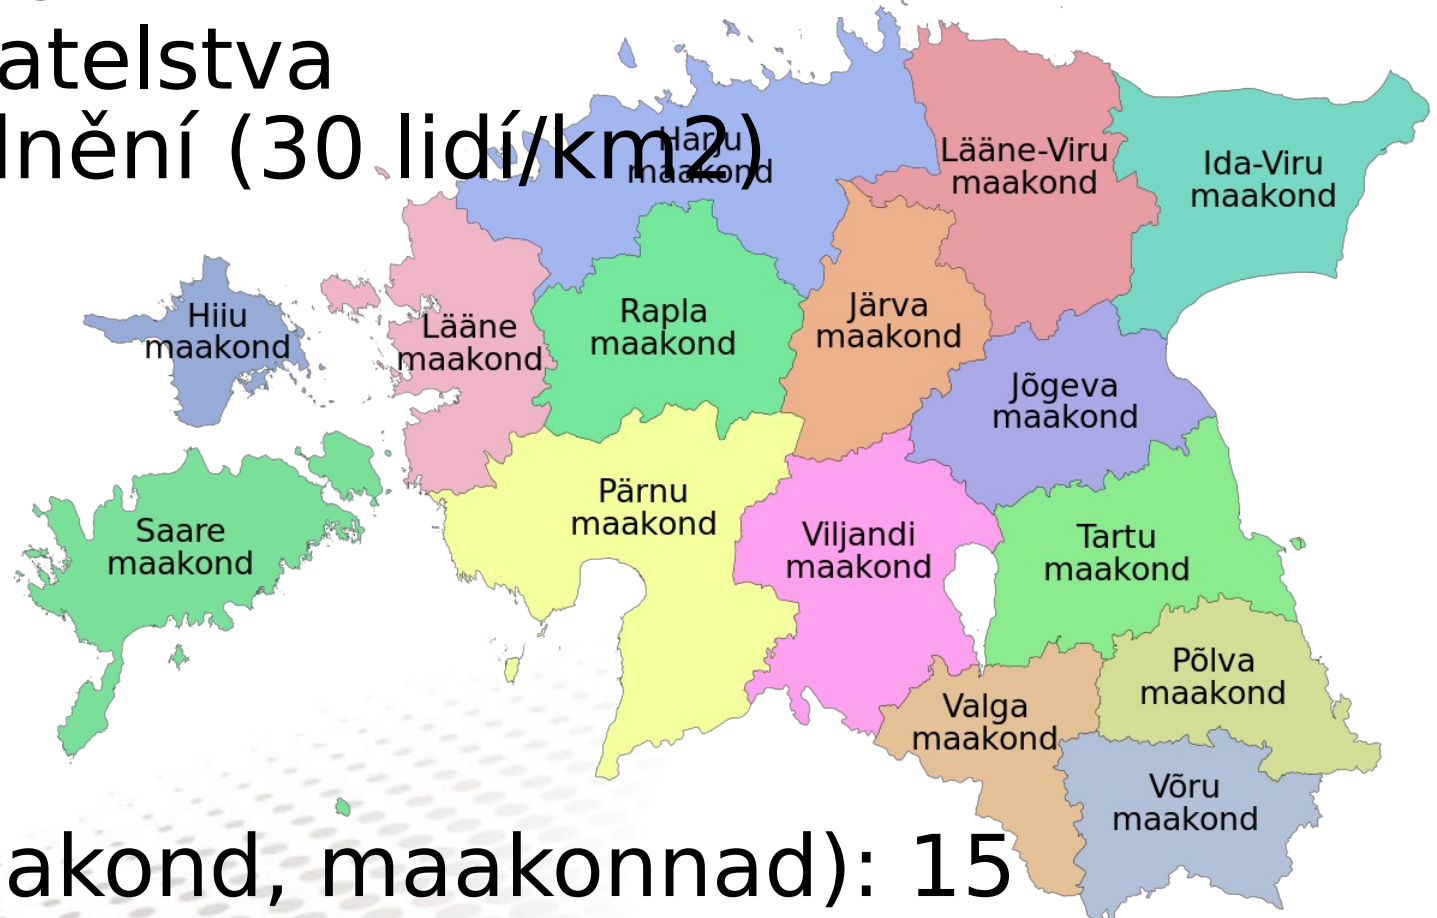 atelstva
lnění (30 lidí/km2)
Harju
maakond
Lääne-Viru
maakond
Ida-Viru
maakond
Hiiu
maakond
Lääne
maakond
Rapla
maakond
Järva
maakond
Jõgeva
maakond
Saare
maakond
Pärnu
maakond
Viljandi
maakond
Tartu
maakond
Põlva
maakond
Valga
maakond
Võru
maakond
akond, maakonnad): 15